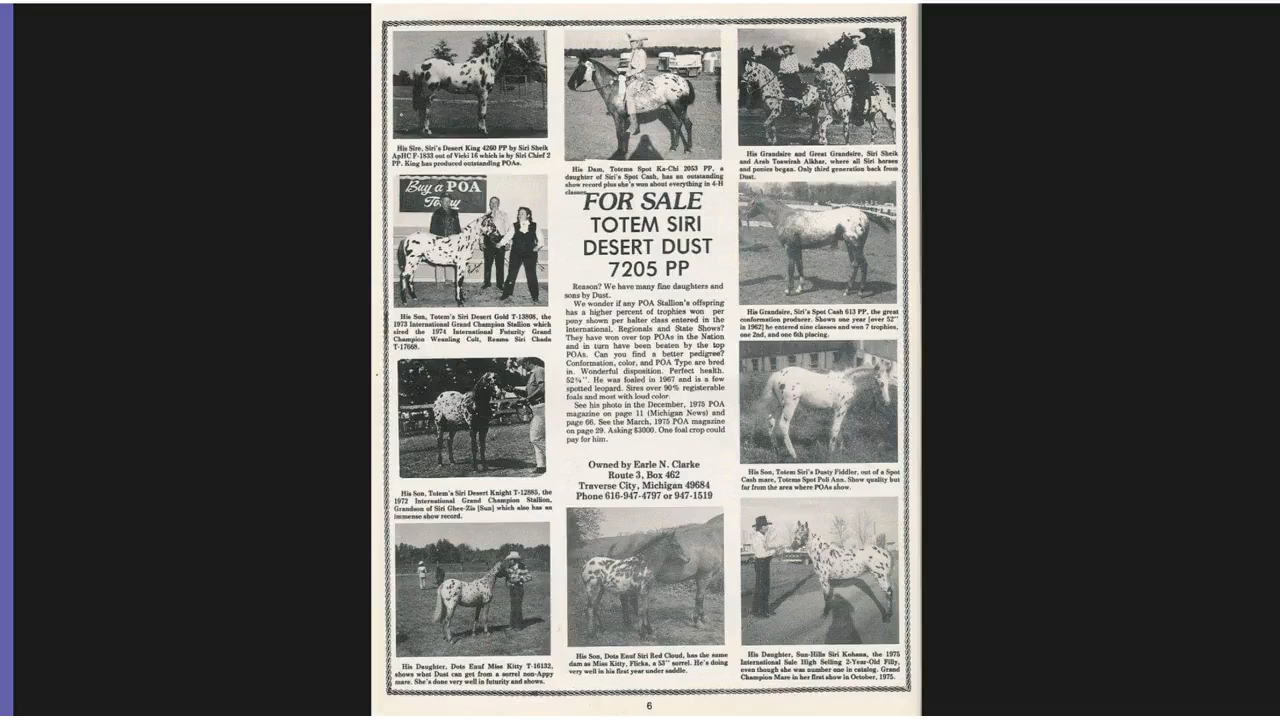 His Sire, Siri's Desert King 4260 PP by Siri Sheik
ApHC F-1833 out of Vicki 16 which is by Siri Chief 2
PP. King has produced outstanding POAs.
Buy a POA
Today
His Son, Totem's Siri Desert Gold T-13808, the
1973 International Grand Champion Stallion which
sired the 1974 International Futurity Grand
Champion Weanling Colt, Reams Siri Chada
T-17668.
His Son, Totem's Siri Desert Knight T-12885, the
1972 International Grand Champion Stallion,
Grandson of Siri Ghee-Zis [Sun] which also has an
immense show record.
His Daughter, Dots Enuf Miss Kitty T-16132,
shows what Dust can get from a sorrel non-Appy
mare. She's done very well in futurity and shows.
His Dam, Totems Spot Ka-Chi 2053 PP, a
daughter of Siri's Spot Cash, has an outstanding
show record plus she's won about everything in 4-H
classes.
FOR SALE
TOTEM SIRI
DESERT DUST
7205 PP
Reason? We have many fine daughters and
sons by Dust.
We wonder if any POA Stallion's offspring
has a higher percent of trophies won per
pony shown per halter class entered in the
International, Regionals and State Shows?
They have won over top POAs in the Nation
and in turn have been beaten by the top
POAs. Can you find a better pedigree?
Conformation, color, and POA Type are bred
in. Wonderful disposition. Perfect health.
52¾". He was foaled in 1967 and is a few
spotted leopard. Sires over 90% registerable
foals and most with loud color.
See his photo in the December, 1975 POA
magazine on page 11 (Michigan News) and
page 66. See the March, 1975 POA magazine
on page 29. Asking $3000. One foal crop could
pay for him.
Owned by Earle N. Clarke
Route 3, Box 462
Traverse City, Michigan 49684
Phone 616-947-4797 or 947-1519
His Son, Dots Enuf Siri Red Cloud, has the same
dam as Miss Kitty, Flicka, a 53" sorrel. He's doing
very well in his first year under saddle.
His Grandsire and Great Grandsire, Siri Sheik
and Arab Tsawirah Alkhar, where all Siri horses
and ponies began. Only third generation back from
Dust.
His Grandsire, Siri's Spot Cash 613 PP, the great
conformation producer. Shown one year [over 52"
in 1962] he entered nine classes and won 7 trophies,
one 2nd, and one 6th placing.
His Son, Totem Siri's Dusty Fiddler, out of a Spot
Cash mare, Totems Spot Poli Ann. Show quality but
far from the area where POAs show.
His Daughter, Sun-Hills Siri Kohana, the 1975
International Sale High Selling 2-Year-Old Filly,
even though she was number one in catalog. Grand
Champion Mare in her first show in October, 1975.
6